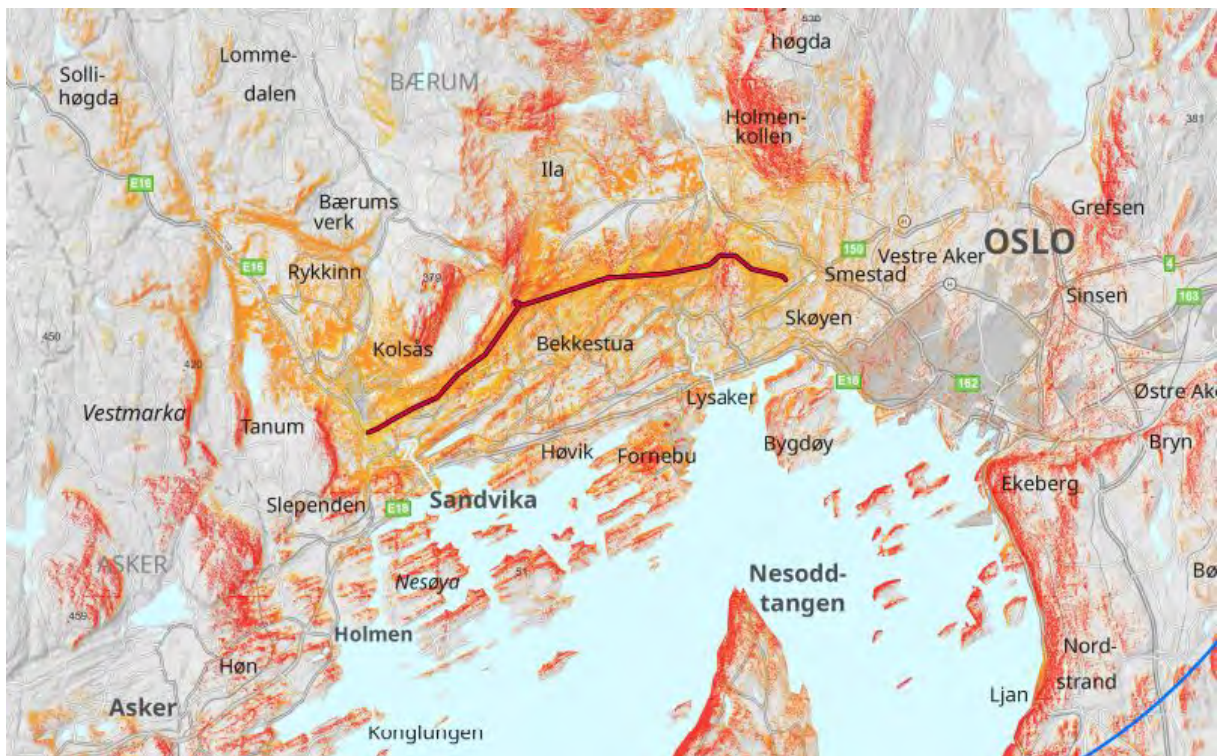 høgda
Lomme-
dalen
Solli-
høgda
BÆRUM
Holmen-
kollen
381
Ila
E16
Bærums
verk
Grefsen
OSLO
150
Vestre Aker
4
E16
Rykkinn
379
Smestad
Sinsen
163
Skøyen
450
Kolsås
Bekkestua
420
E18
162
Østre Ak
Vestmarka
Tanum
Lysaker
Bygdøy
Bryn
Høvik
Fornebu
Ekeberg
Slependen
Sandvika
E18
ASKER
Nesøya
51
Nesodd-
tangen
Bø
459
Holmen
Høn
Nord-
strand
Ljan
Asker
Konglungen